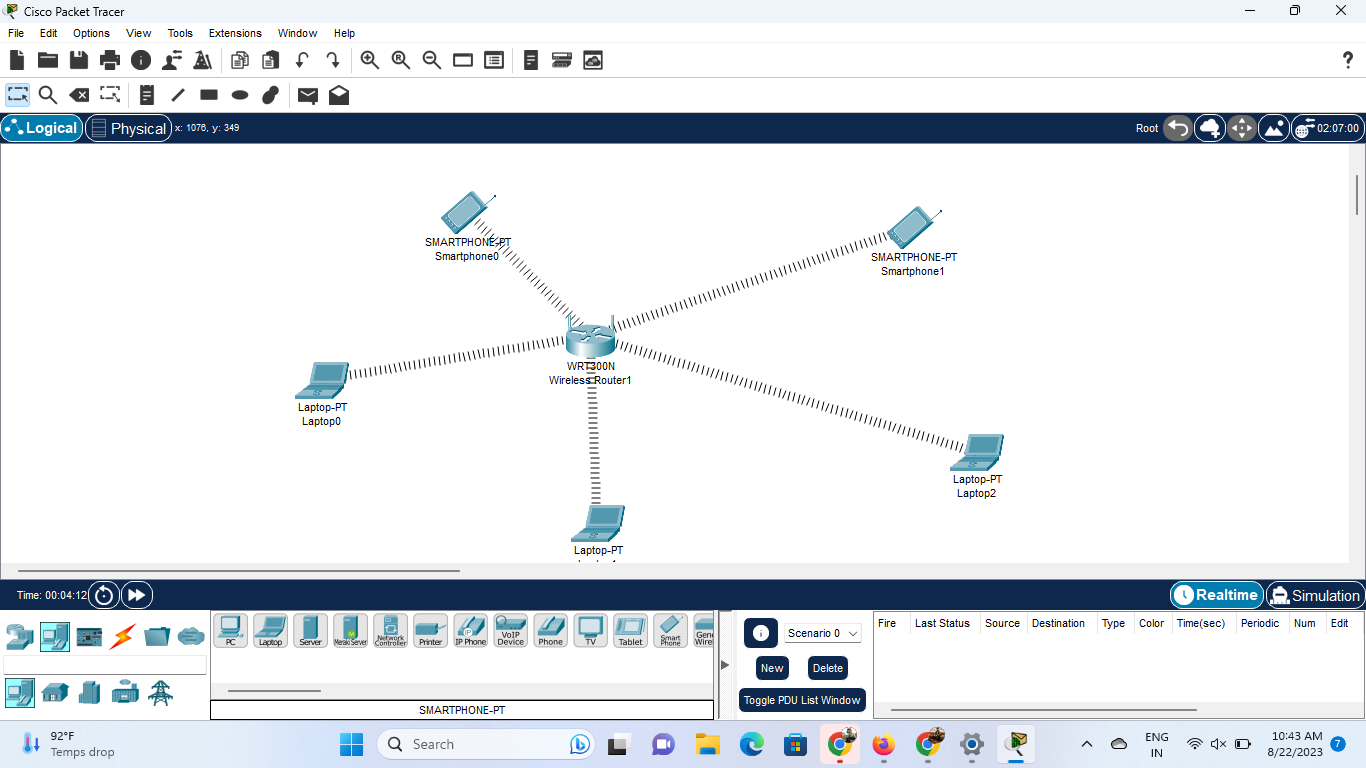 Cisco Packet Tracer
File Edit Options View Tools Extensions Window Help
Logical Physical x: 1076, y: 349 Root 02:07:00
SMARTPHONE-PT
Smartphone0
SMARTPHONE-PT
Smartphone1
WRT300N
Wireless Router1
Laptop-PT
Laptop0
Laptop-PT
Laptop2
Laptop-PT
Time: 00:04:12 Realtime Simulation
PC Laptop Server Meraki Server Network Controller Printer IP Phone VoIP Device Phone TV Tablet Smart Phone
SMARTPHONE-PT
Scenario 0
New Delete
Toggle PDU List Window
Fire Last Status Source Destination Type Color Time(sec) Periodic Num Edit
92°F
Temps drop
Search
ENG
IN
10:43 AM
8/22/2023
7